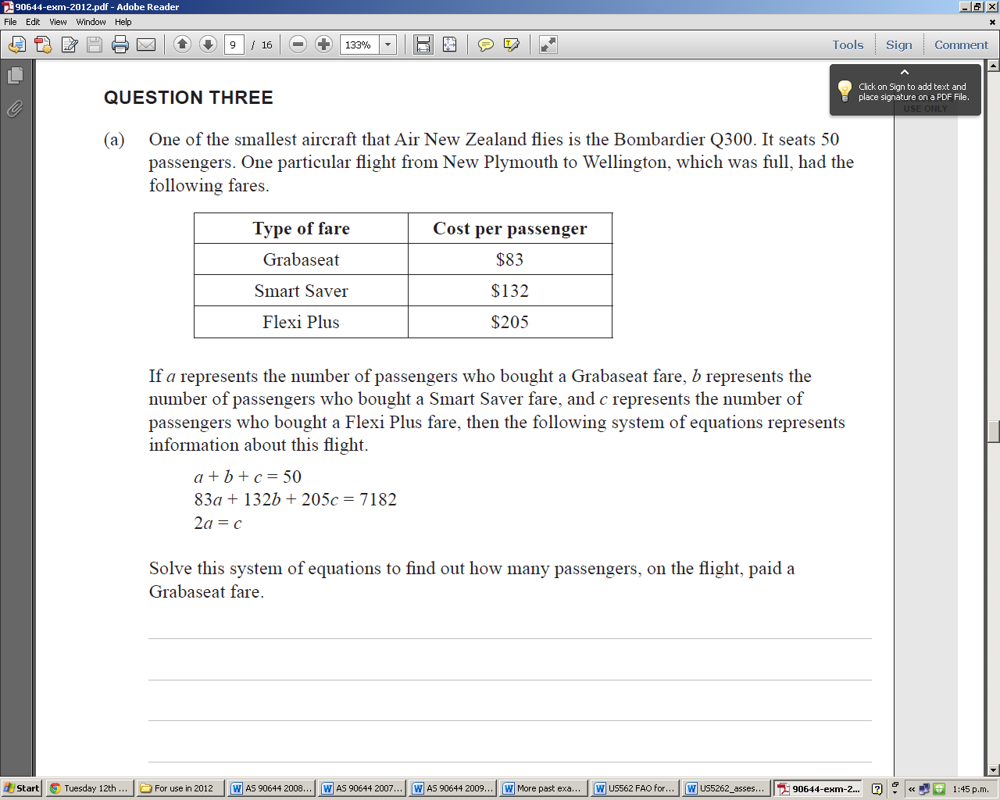 90644-exm-2012.pdf - Adobe Reader
File Edit View Window Help
9 / 16 133% Tools Sign Comment
Click on Sign to add text and
place signature on a PDF File.
USE ONLY
QUESTION THREE
(a) One of the smallest aircraft that Air New Zealand flies is the Bombardier Q300. It seats 50
passengers. One particular flight from New Plymouth to Wellington, which was full, had the
following fares.
Type of fare Cost per passenger
Grabaseat $83
Smart Saver $132
Flexi Plus $205
If a represents the number of passengers who bought a Grabaseat fare, b represents the
number of passengers who bought a Smart Saver fare, and c represents the number of
passengers who bought a Flexi Plus fare, then the following system of equations represents
information about this flight.
a + b + c = 50
83a + 132b + 205c = 7182
2a = c
Solve this system of equations to find out how many passengers, on the flight, paid a
Grabaseat fare.
Start Tuesday 12th ... For use in 2012 AS 90644 2008... AS 90644 2007... AS 90644 2009... More past exa... US562 FAO for... US5262_asses... 90644-exm-2... 1:45 p.m.